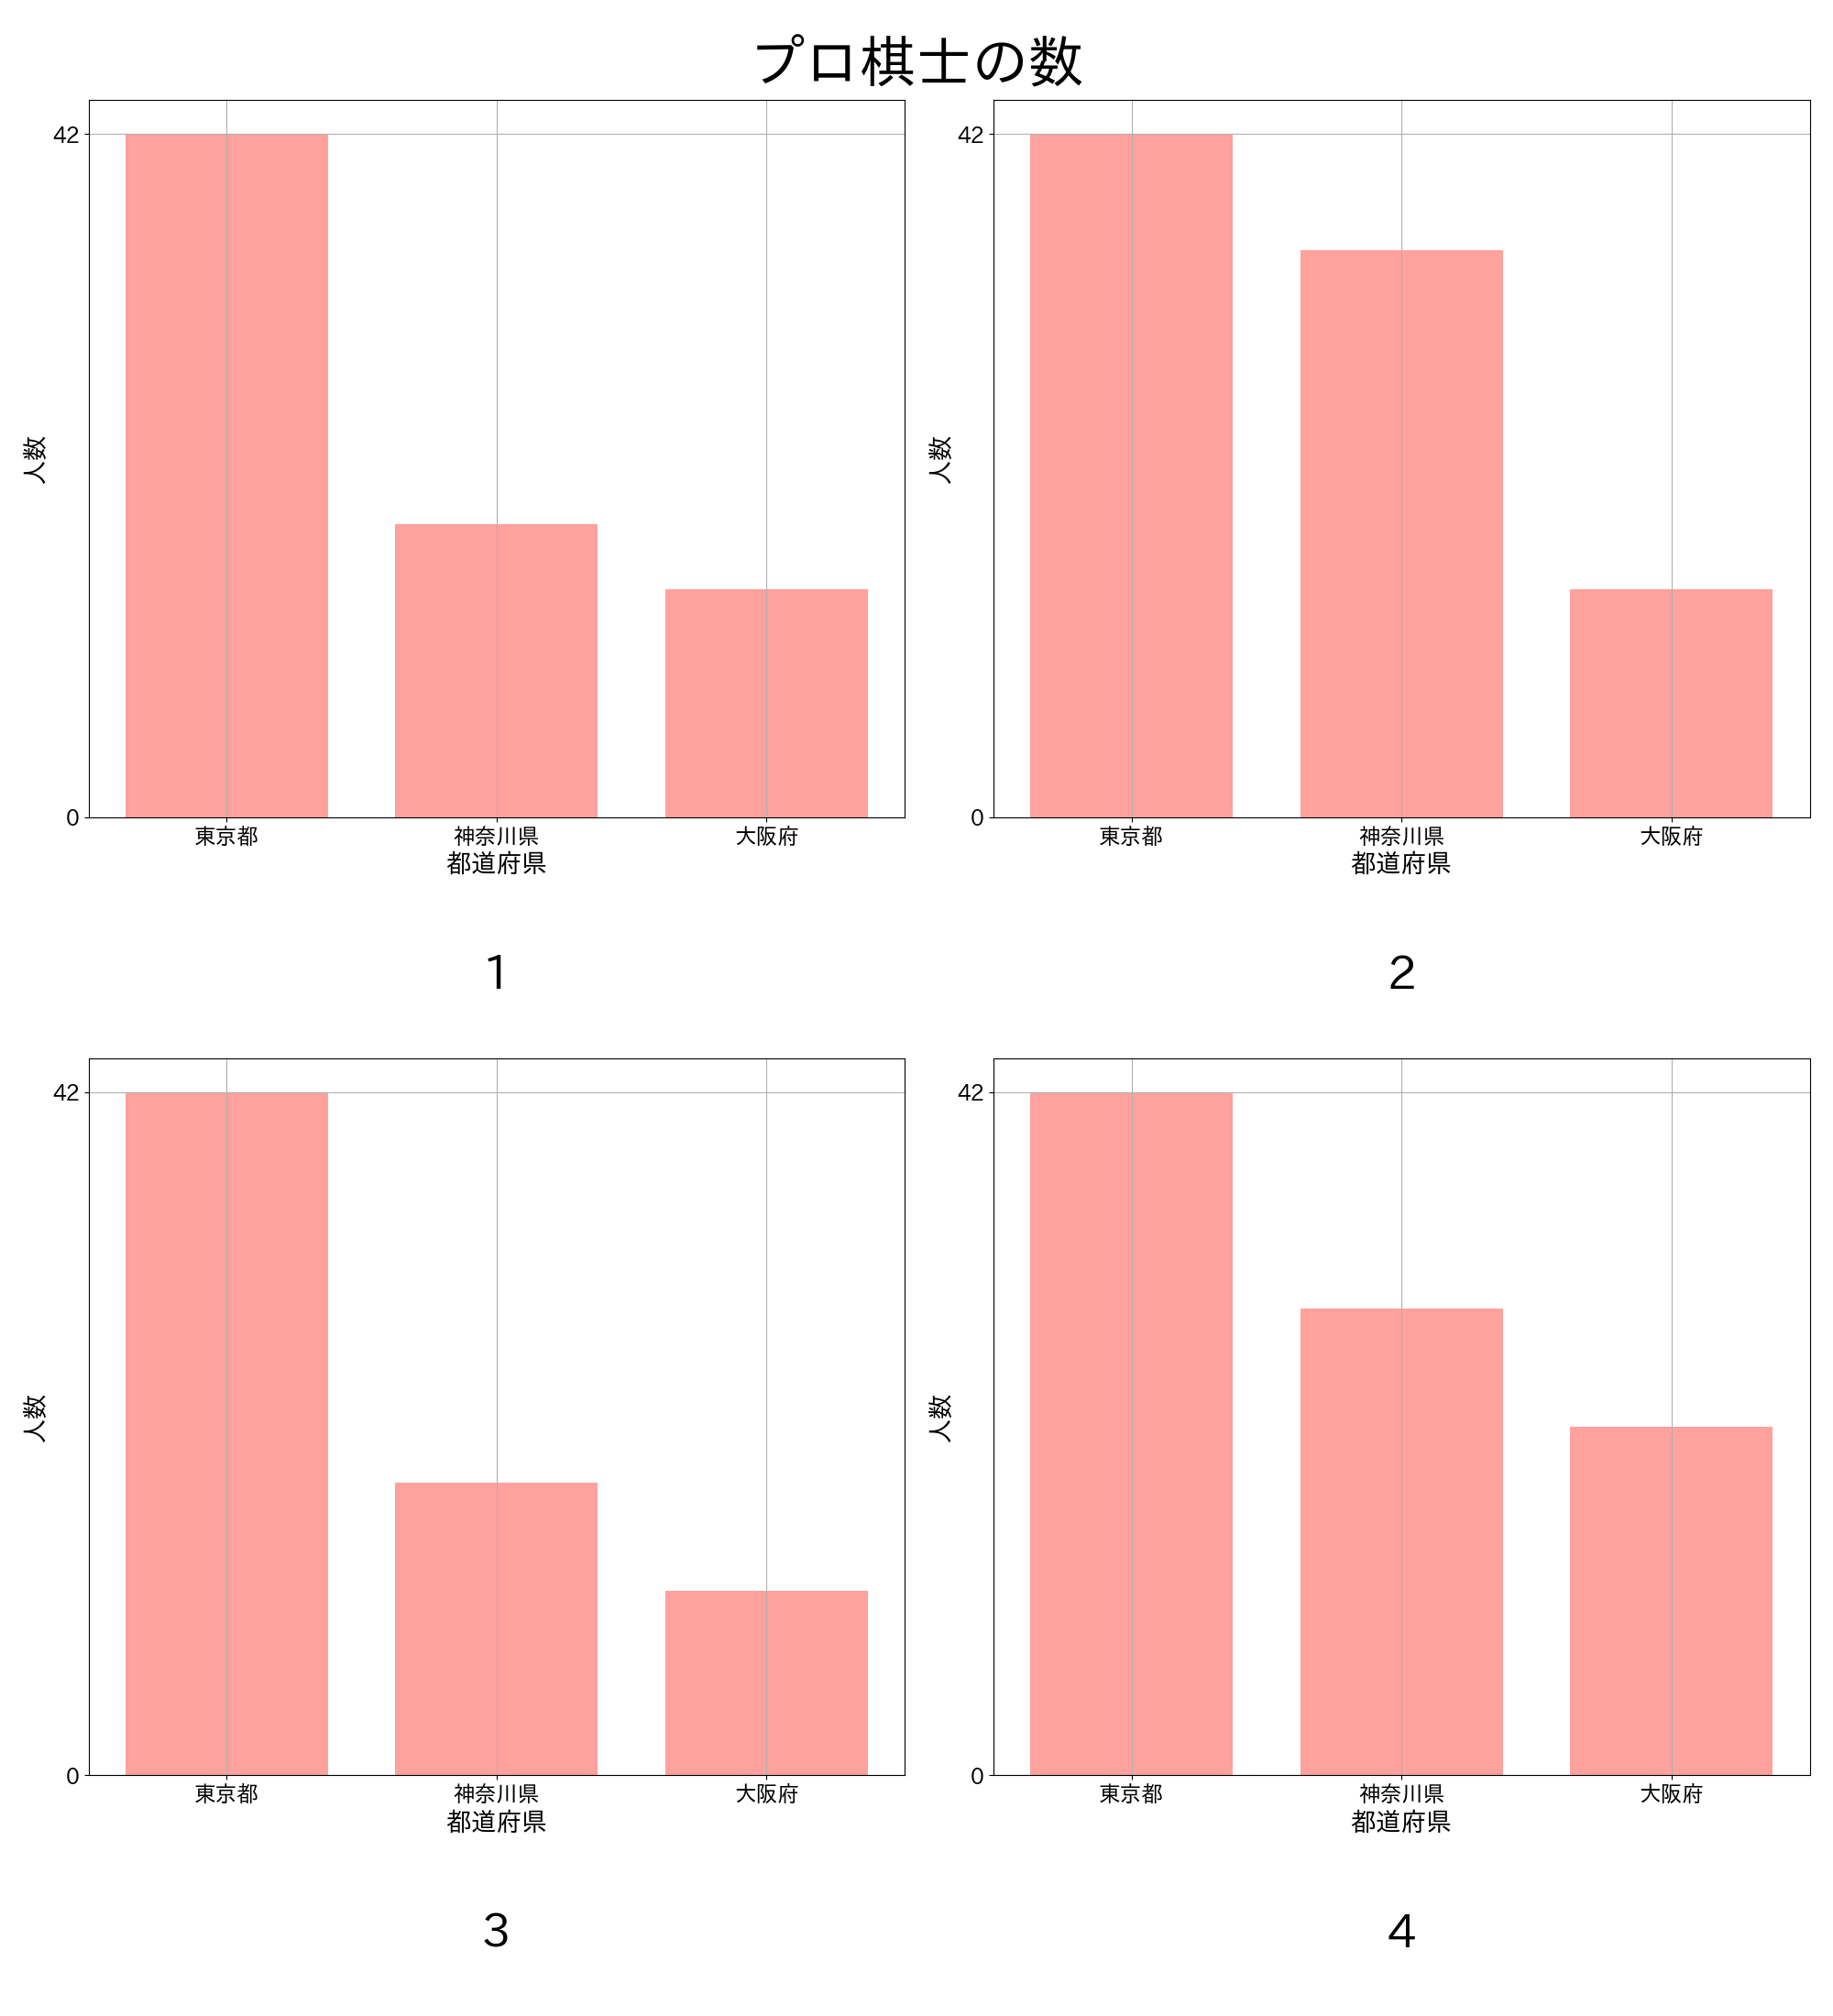 プロ棋士の数
42
0
人数
東京都 神奈川県 大阪府
都道府県
1
42
0
人数
東京都 神奈川県 大阪府
都道府県
2
42
0
人数
東京都 神奈川県 大阪府
都道府県
3
42
0
人数
東京都 神奈川県 大阪府
都道府県
4